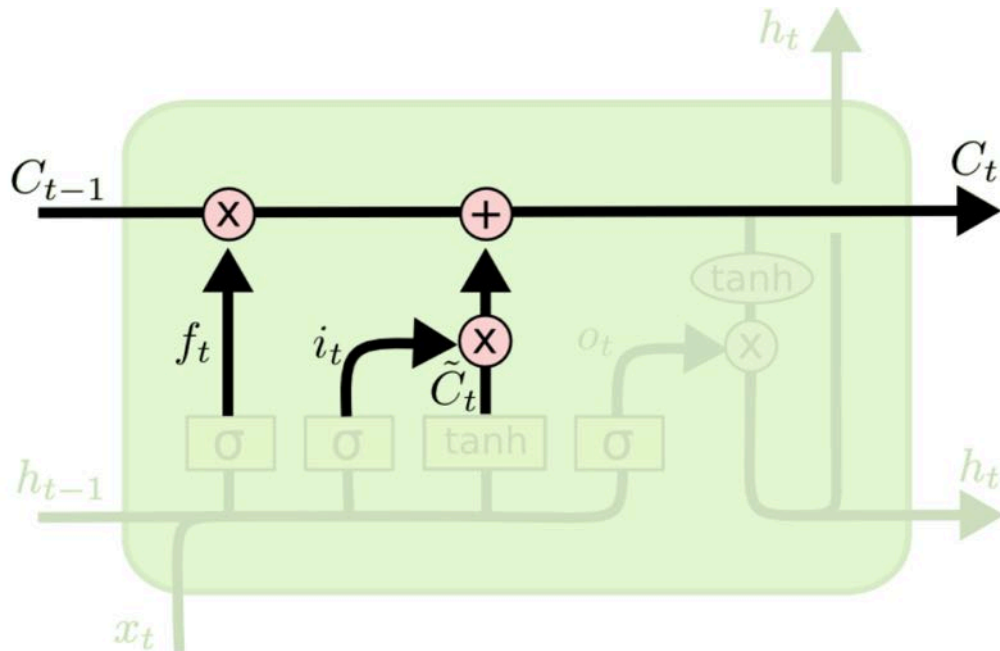 h_t
C_{t-1}
C_t
x
+
tanh
f_t
i_t
x
o_t
x
C̃_t
σ
σ
tanh
σ
h_{t-1}
h_t
x_t